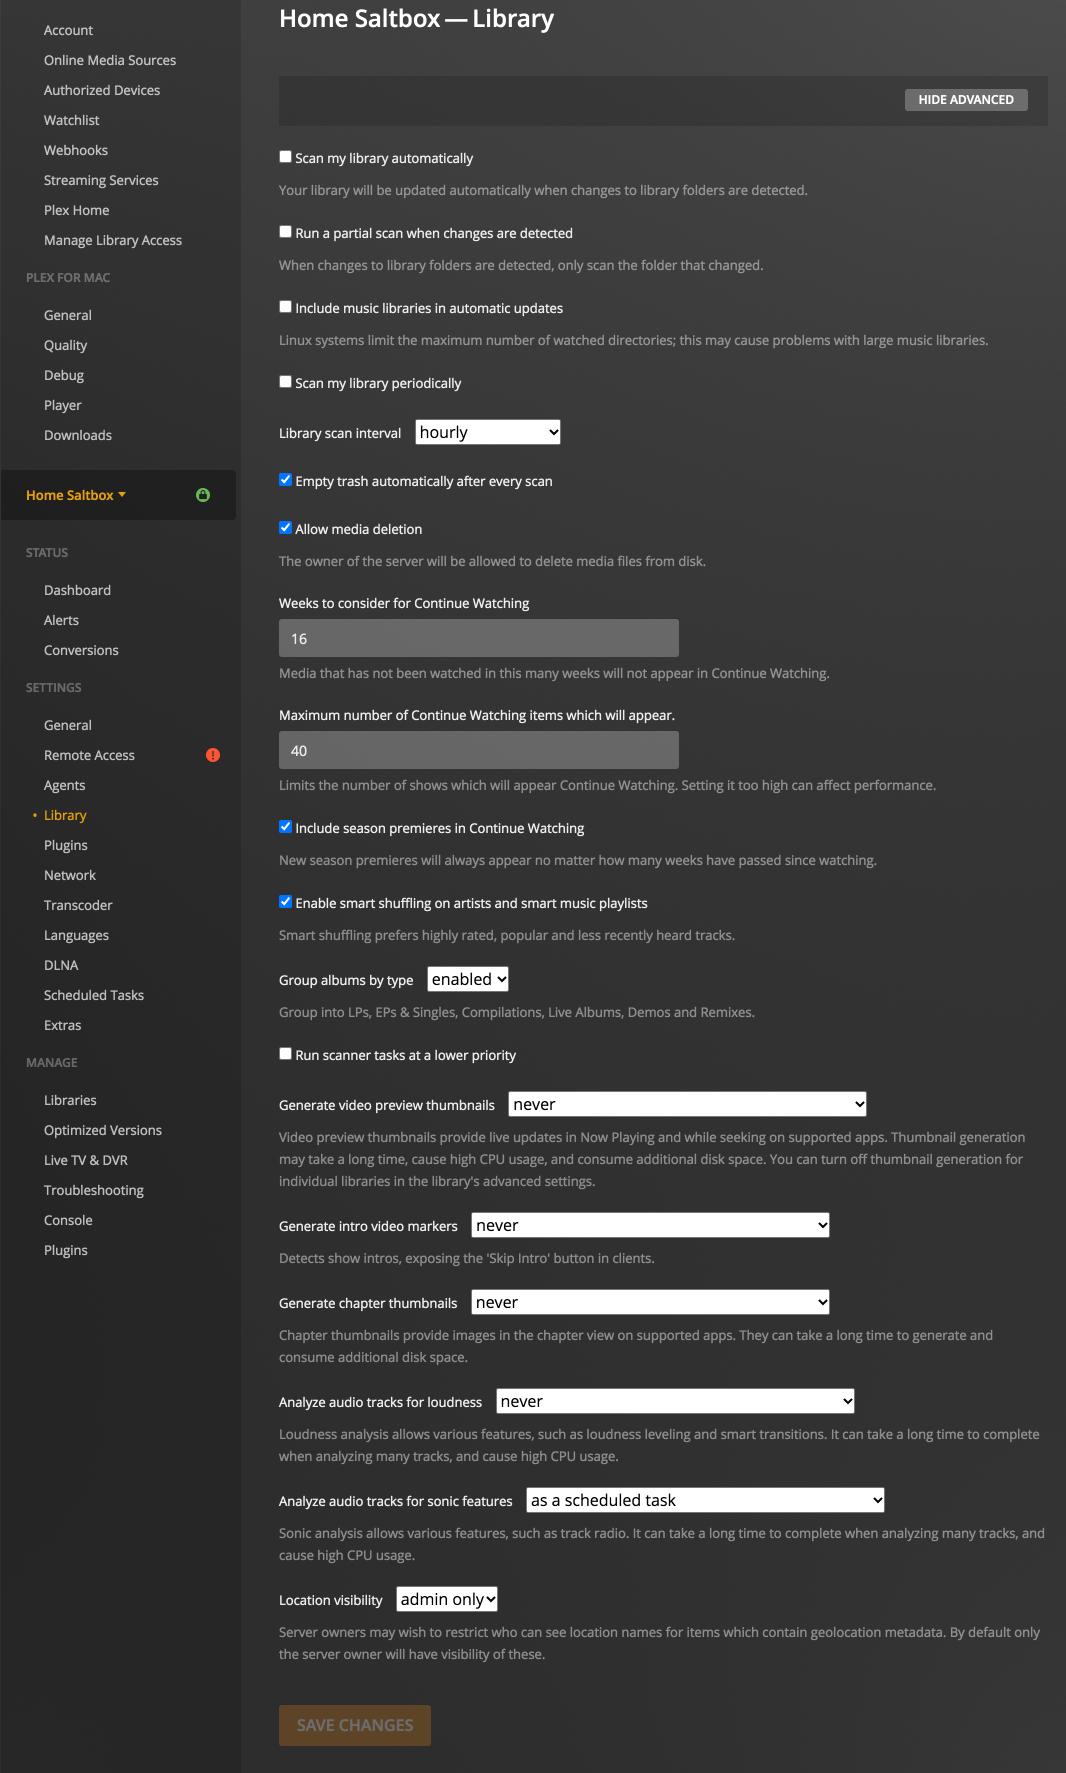 Account
Online Media Sources
Authorized Devices
Watchlist
Webhooks
Streaming Services
Plex Home
Manage Library Access
PLEX FOR MAC
General
Quality
Debug
Player
Downloads
Home Saltbox
STATUS
Dashboard
Alerts
Conversions
SETTINGS
General
Remote Access
Agents
Library
Plugins
Network
Transcoder
Languages
DLNA
Scheduled Tasks
Extras
MANAGE
Libraries
Optimized Versions
Live TV & DVR
Troubleshooting
Console
Plugins
Home Saltbox — Library
HIDE ADVANCED
Scan my library automatically
Your library will be updated automatically when changes to library folders are detected.
Run a partial scan when changes are detected
When changes to library folders are detected, only scan the folder that changed.
Include music libraries in automatic updates
Linux systems limit the maximum number of watched directories; this may cause problems with large music libraries.
Scan my library periodically
Library scan interval hourly
Empty trash automatically after every scan
Allow media deletion
The owner of the server will be allowed to delete media files from disk.
Weeks to consider for Continue Watching
16
Media that has not been watched in this many weeks will not appear in Continue Watching.
Maximum number of Continue Watching items which will appear.
40
Limits the number of shows which will appear Continue Watching. Setting it too high can affect performance.
Include season premieres in Continue Watching
New season premieres will always appear no matter how many weeks have passed since watching.
Enable smart shuffling on artists and smart music playlists
Smart shuffling prefers highly rated, popular and less recently heard tracks.
Group albums by type enabled
Group into LPs, EPs & Singles, Compilations, Live Albums, Demos and Remixes.
Run scanner tasks at a lower priority
Generate video preview thumbnails never
Video preview thumbnails provide live updates in Now Playing and while seeking on supported apps. Thumbnail generation
may take a long time, cause high CPU usage, and consume additional disk space. You can turn off thumbnail generation for
individual libraries in the library's advanced settings.
Generate intro video markers never
Detects show intros, exposing the 'Skip Intro' button in clients.
Generate chapter thumbnails never
Chapter thumbnails provide images in the chapter view on supported apps. They can take a long time to generate and
consume additional disk space.
Analyze audio tracks for loudness never
Loudness analysis allows various features, such as loudness leveling and smart transitions. It can take a long time to complete
when analyzing many tracks, and cause high CPU usage.
Analyze audio tracks for sonic features as a scheduled task
Sonic analysis allows various features, such as track radio. It can take a long time to complete when analyzing many tracks, and
cause high CPU usage.
Location visibility admin only
Server owners may wish to restrict who can see location names for items which contain geolocation metadata. By default only
the server owner will have visibility of these.
SAVE CHANGES